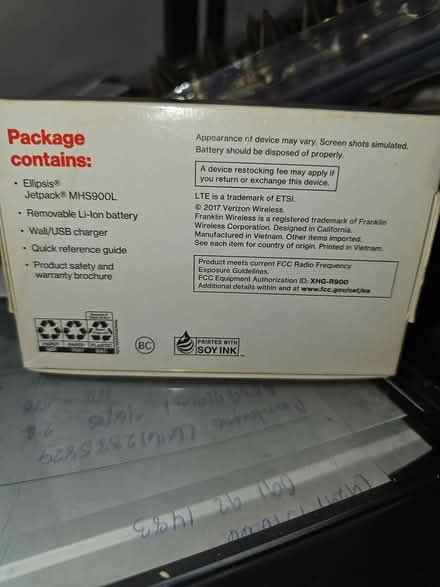 Package
contains:
• Ellipsis®
Jetpack® MHS900L
• Removable Li-Ion battery
• Wall/USB charger
• Quick reference guide
• Product safety and
warranty brochure
Appearance of device may vary. Screen shots simulated.
Battery should be disposed of properly.
A device restocking fee may apply if
you return or exchange this device.
LTE is a trademark of ETSI.
© 2017 Verizon Wireless.
Franklin Wireless is a registered trademark of Franklin
Wireless Corporation. Designed in California.
Manufactured in Vietnam. Other items imported.
See each item for country of origin. Printed in Vietnam.
Product meets current FCC Radio Frequency
Exposure Guidelines.
FCC Equipment Authorization ID: XHG-R900
Additional details within and at www.fcc.gov/oet/ea
PAPER PAPER PLASTIC
BC
PRINTED WITH
SOY INK